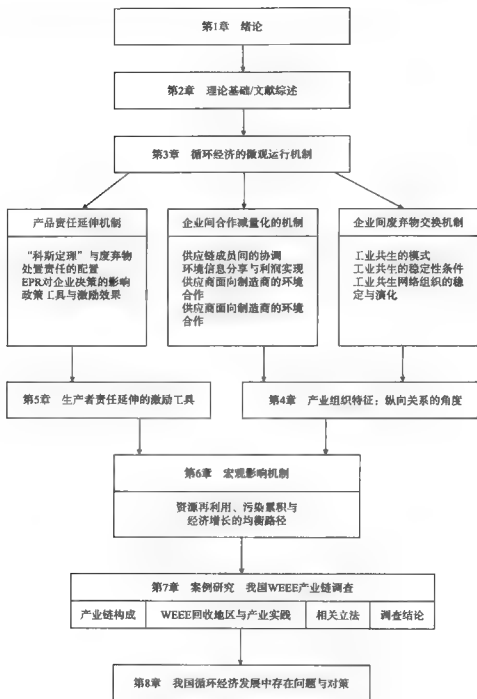 第1章 绪论
第2章 理论基础/文献综述
第3章 循环经济的微观运行机制
产品责任延伸机制
“科斯定理”与废弃物
处置责任的配置
EPR对企业决策的影响
政策工具与激励效果
企业间合作减量化的机制
供应链成员间的协调
环境信息分享与利润实现
供应商面向制造商的环境
合作
供应商面向制造商的环境
合作
企业间废弃物交换机制
工业共生的模式
工业共生的稳定性条件
工业共生网络组织的稳
定与演化
第5章 生产者责任延伸的激励工具
第4章 产业组织特征：纵向关系的角度
第6章 宏观影响机制
资源再利用、污染累积与
经济增长的均衡路径
第7章 案例研究 我国WEEE产业链调查
产业链构成
WEEE回收地区与产业实践
相关立法
调查结论
第8章 我国循环经济发展中存在问题与对策